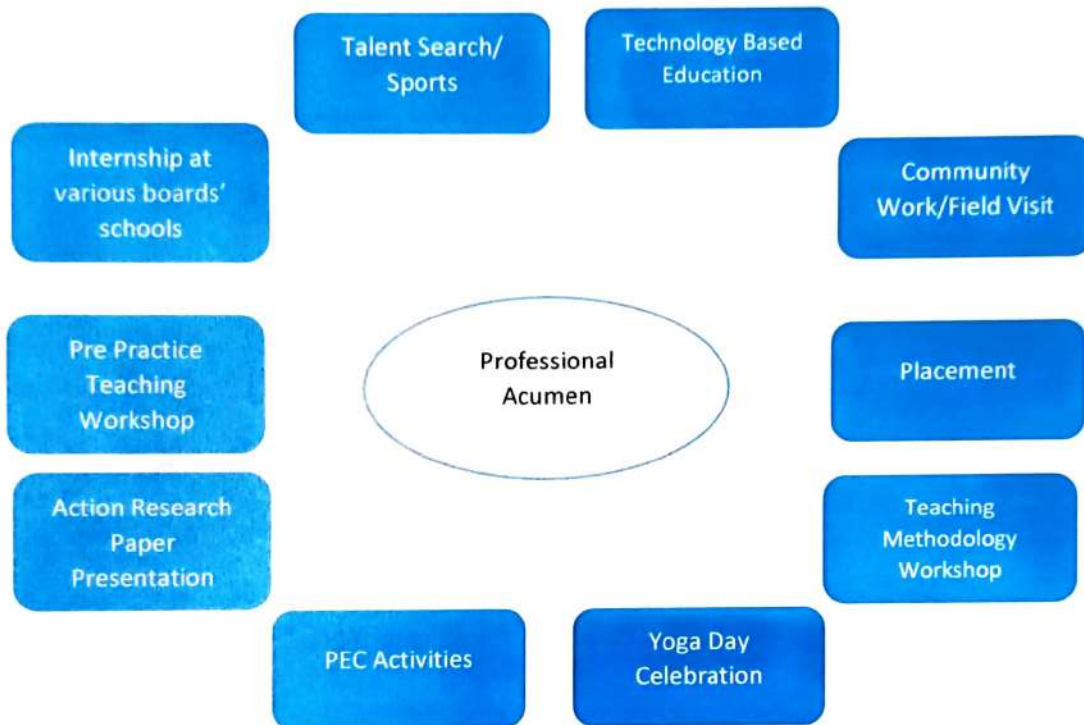 Talent Search/
Sports
Technology Based
Education
Internship at
various boards'
schools
Community
Work/Field Visit
Pre Practice
Teaching
Workshop
Professional
Acumen
Placement
Action Research
Paper
Presentation
Teaching
Methodology
Workshop
PEC Activities
Yoga Day
Celebration